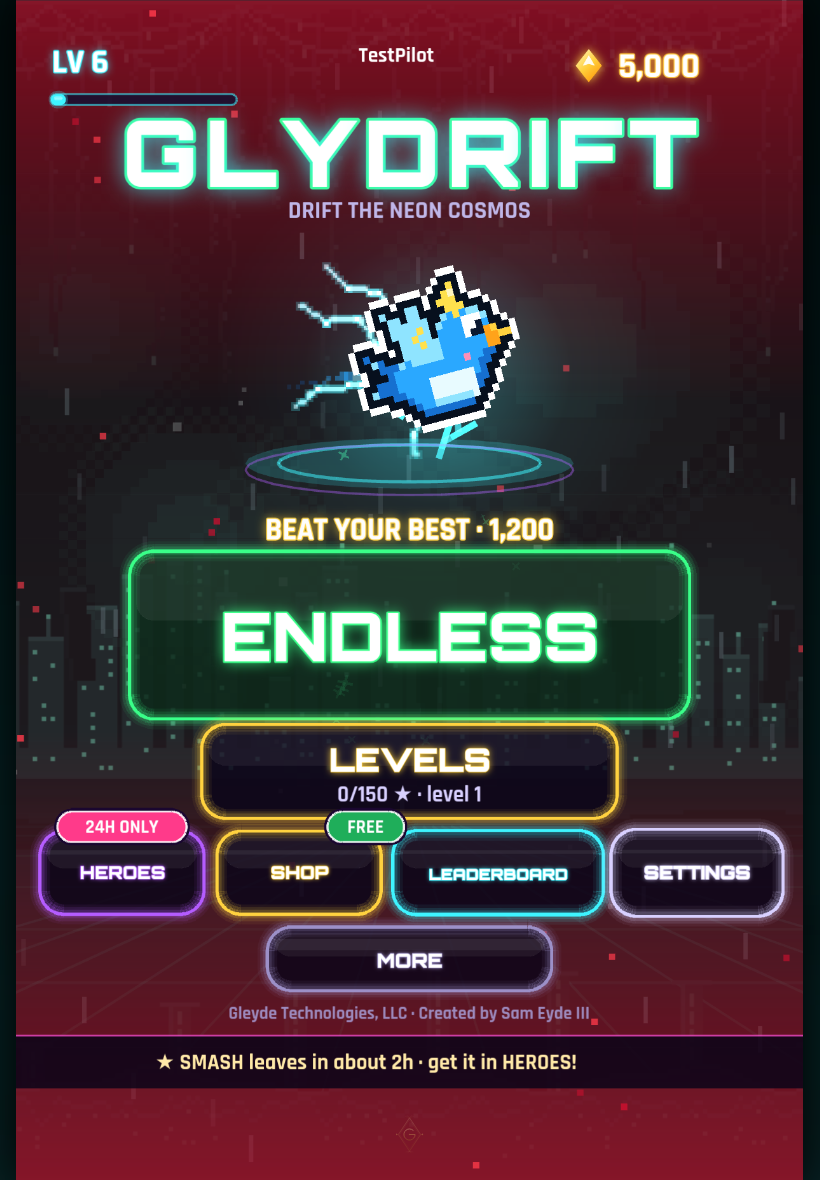 LV 6
TestPilot
5,000
GLYDRIFT
DRIFT THE NEON COSMOS
BEAT YOUR BEST · 1,200
ENDLESS
LEVELS
0/150 ★ · level 1
24H ONLY
FREE
HEROES
SHOP
LEADERBOARD
SETTINGS
MORE
Gleyde Technologies, LLC · Created by Sam Eyde III
★ SMASH leaves in about 2h · get it in HEROES!
G